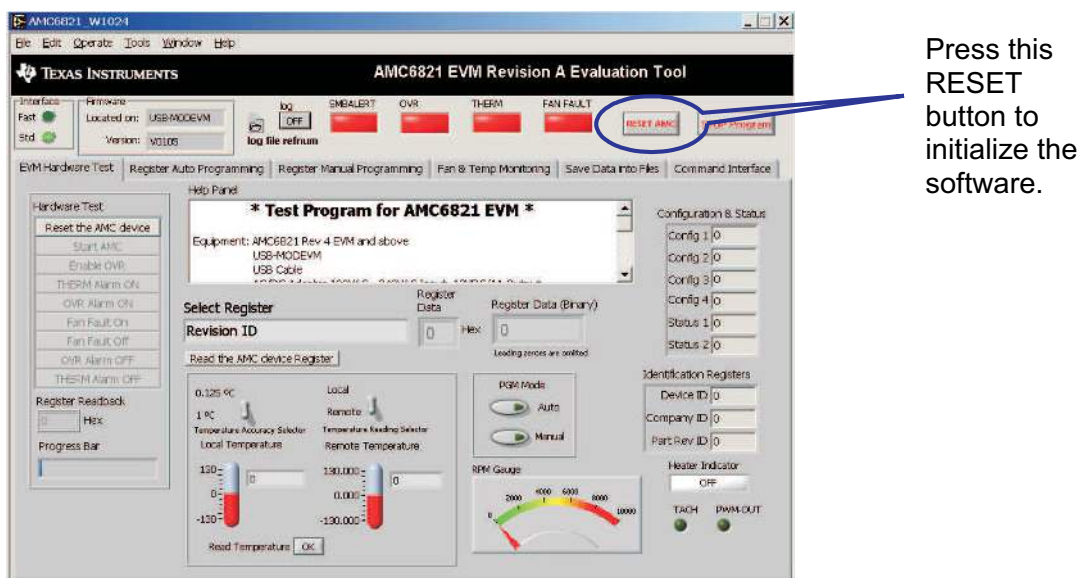 AMC6821_W1024
File Edit Operate Tools Window Help
TEXAS INSTRUMENTS
AMC6821 EVM Revision A Evaluation Tool
Interface
Fast
Std
Firmware
Located on: USB-MODEVM
Version: V0105
log
OFF
log file refnum
SMBALERT OVR THERM FAN FAULT
RESET AMC
STOP Program
EVM Hardware Test Register Auto Programming Register Manual Programming Fan & Temp Monitoring Save Data into Files Command Interface
Hardware Test
Reset the AMC device
Start AMC
Enable OVR
THERM Alarm ON
OVR Alarm ON
Fan Fault On
Fan Fault Off
OVR Alarm OFF
THERM Alarm OFF
Register Readback
0 Hex
Progress Bar
Help Panel
* Test Program for AMC6821 EVM *
Equipment: AMC6821 Rev 4 EVM and above
USB-MODEVM
USB Cable
Select Register
Revision ID
Register Data
0 Hex
Register Data (Binary)
0
Leading zeroes are omitted
Read the AMC device Register
0.125 ºC
1 ºC
Temperature Accuracy Selector
Local
Remote
Temperature Reading Selector
Local Temperature
130
0
-130
0
Remote Temperature
130.000
0.000
-130.000
0
Read Temperature OK
PGM Mode
Auto
Manual
RPM Gauge
0 2000 4000 6000 8000 10000
Configuration & Status
Config 1 0
Config 2 0
Config 3 0
Config 4 0
Status 1 0
Status 2 0
Identification Registers
Device ID 0
Company ID 0
Part Rev ID 0
Heater Indicator
OFF
TACH PWM-OUT
Press this
RESET
button to
initialize the
software.